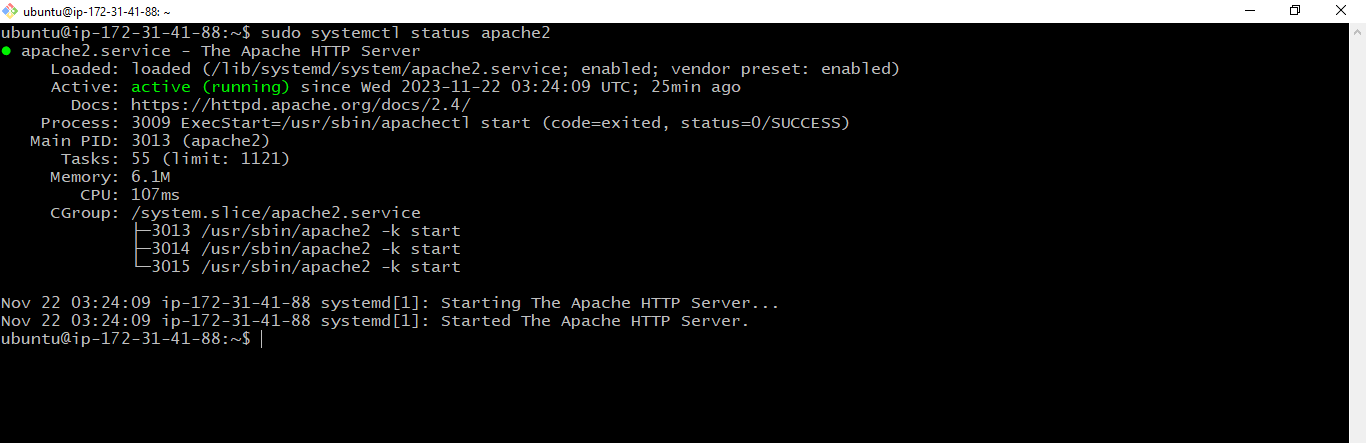 ubuntu@ip-172-31-41-88: ~
ubuntu@ip-172-31-41-88:~$ sudo systemctl status apache2
● apache2.service - The Apache HTTP Server
     Loaded: loaded (/lib/systemd/system/apache2.service; enabled; vendor preset: enabled)
     Active: active (running) since Wed 2023-11-22 03:24:09 UTC; 25min ago
       Docs: https://httpd.apache.org/docs/2.4/
    Process: 3009 ExecStart=/usr/sbin/apachectl start (code=exited, status=0/SUCCESS)
   Main PID: 3013 (apache2)
      Tasks: 55 (limit: 1121)
     Memory: 6.1M
        CPU: 107ms
     CGroup: /system.slice/apache2.service
             ├─3013 /usr/sbin/apache2 -k start
             ├─3014 /usr/sbin/apache2 -k start
             └─3015 /usr/sbin/apache2 -k start
Nov 22 03:24:09 ip-172-31-41-88 systemd[1]: Starting The Apache HTTP Server...
Nov 22 03:24:09 ip-172-31-41-88 systemd[1]: Started The Apache HTTP Server.
ubuntu@ip-172-31-41-88:~$